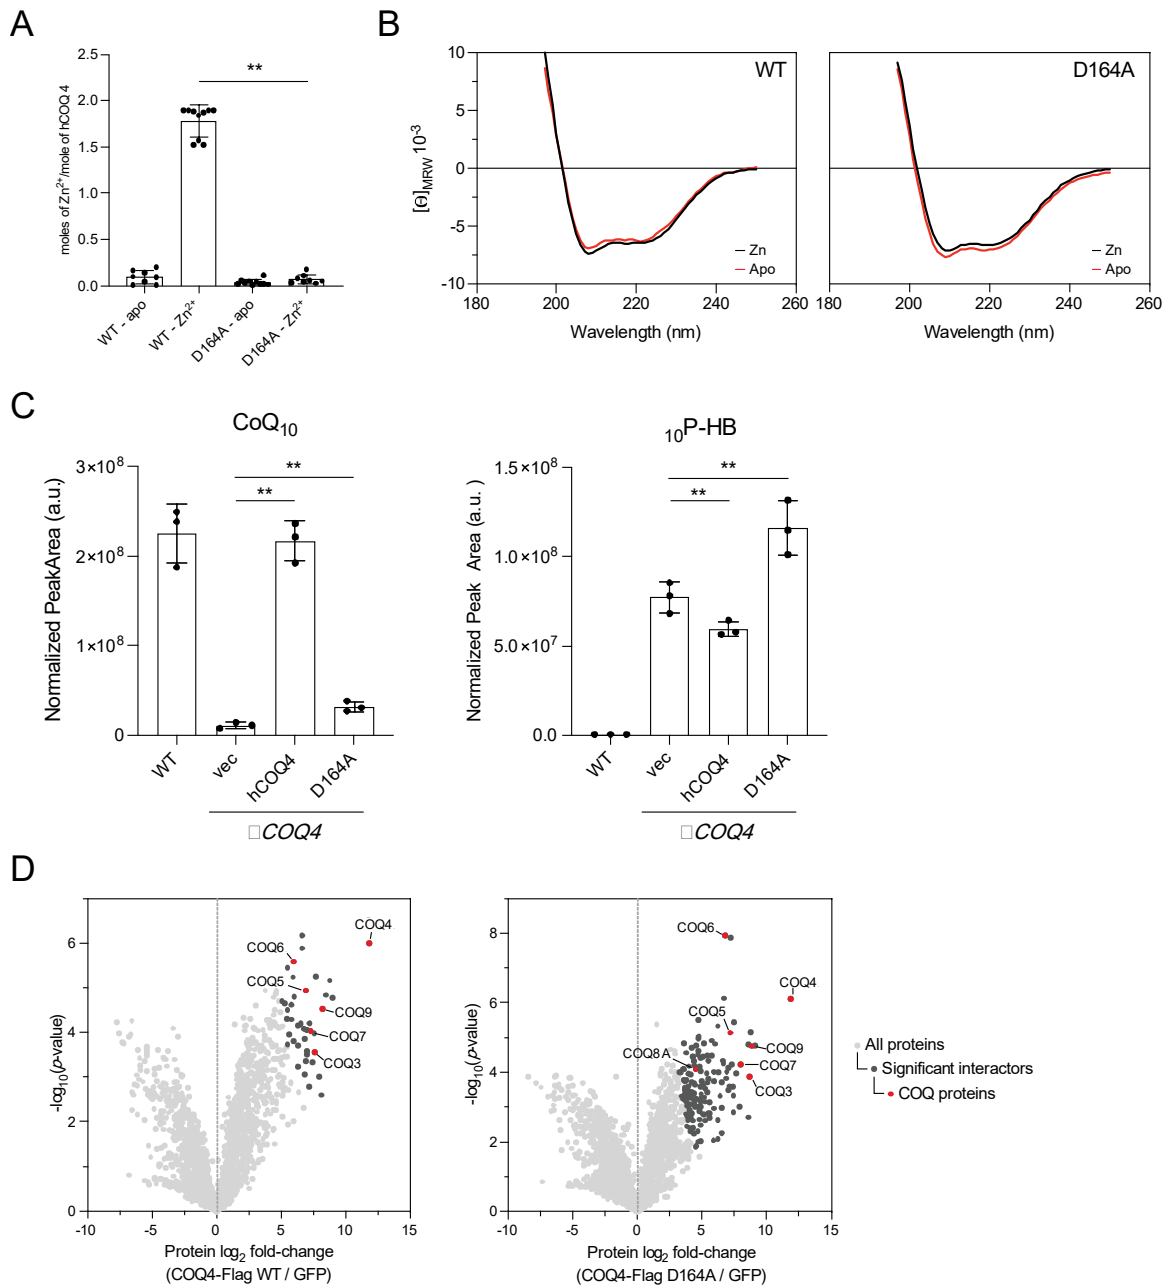 A
2.5
2.0
1.5
1.0
0.5
0.0
moles of Zn2+/mole of hCOQ4
**
WT - apo
WT - Zn2+
D164A - apo
D164A - Zn2+
B
10
5
0
-5
-10
[Θ]MRW 10-3
WT
Zn
Apo
180 200 220 240 260
Wavelength (nm)
D164A
Zn
Apo
180 200 220 240 260
Wavelength (nm)
C
CoQ10
3×10^8
2×10^8
1×10^8
0
Normalized PeakArea (a.u.)
**
**
WT
vec
hCOQ4
D164A
□COQ4
10P-HB
1.5×10^8
1.0×10^8
5.0×10^7
0.0
Normalized Peak Area (a.u. )
**
**
WT
vec
hCOQ4
D164A
□COQ4
D
6
4
2
0
-log10(p-value)
COQ4
COQ6
COQ5
COQ9
COQ7
COQ3
-10 -5 0 5 10 15
Protein log2 fold-change
(COQ4-Flag WT / GFP)
8
6
4
2
0
-log10(p-value)
COQ6
COQ4
COQ5
COQ8A
COQ9
COQ7
COQ3
-10 -5 0 5 10 15
Protein log2 fold-change
(COQ4-Flag D164A / GFP)
All proteins
Significant interactors
COQ proteins